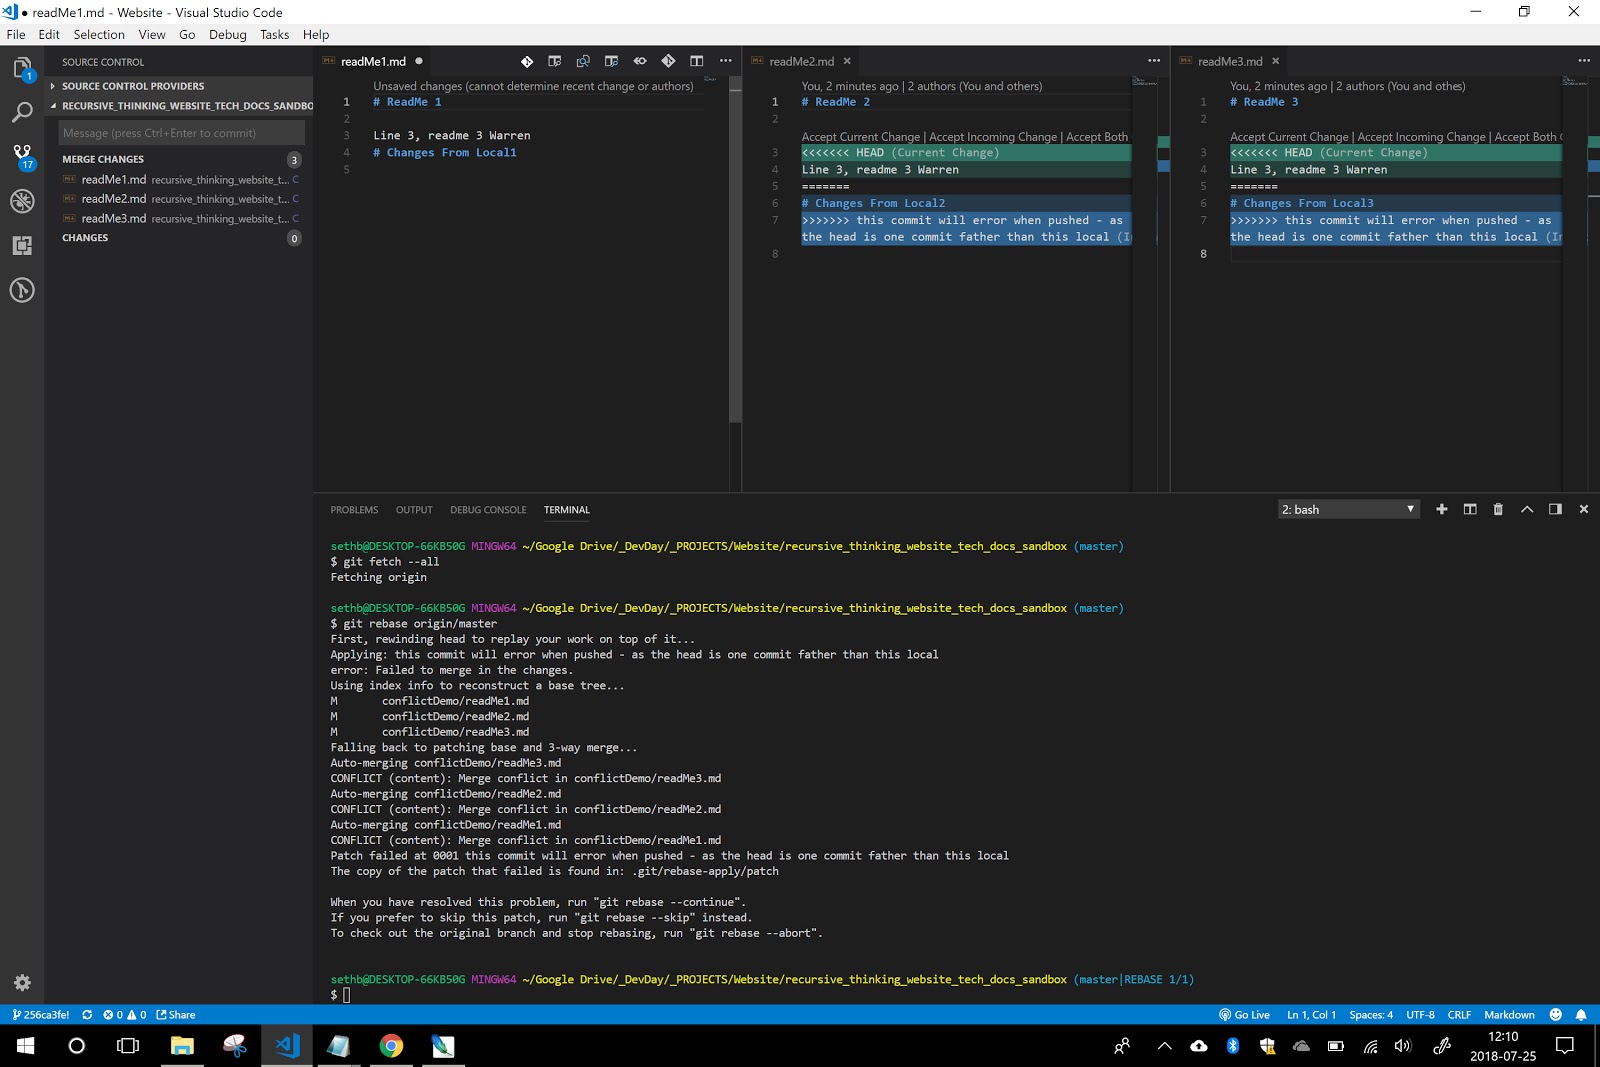 readMe1.md - Website - Visual Studio Code
File Edit Selection View Go Debug Tasks Help
SOURCE CONTROL
SOURCE CONTROL PROVIDERS
RECURSIVE_THINKING_WEBSITE_TECH_DOCS_SANDBO
Message (press Ctrl+Enter to commit)
MERGE CHANGES 3
readMe1.md recursive_thinking_website_t... C
readMe2.md recursive_thinking_website_t... C
readMe3.md recursive_thinking_website_t... C
CHANGES 0
1
17
readMe1.md
Unsaved changes (cannot determine recent change or authors)
1 # ReadMe 1
2
3 Line 3, readme 3 Warren
4 # Changes From Local1
5
readMe2.md
You, 2 minutes ago | 2 authors (You and others)
1 # ReadMe 2
2
Accept Current Change | Accept Incoming Change | Accept Both
3 <<<<<<< HEAD (Current Change)
4 Line 3, readme 3 Warren
5 =======
6 # Changes From Local2
7 >>>>>>> this commit will error when pushed - as
the head is one commit father than this local (I
8
readMe3.md
You, 2 minutes ago | 2 authors (You and othes)
1 # ReadMe 3
2
Accept Current Change | Accept Incoming Change | Accept Both
3 <<<<<<< HEAD (Current Change)
4 Line 3, readme 3 Warren
5 =======
6 # Changes From Local3
7 >>>>>>> this commit will error when pushed - as
the head is one commit father than this local (In
8
PROBLEMS OUTPUT DEBUG CONSOLE TERMINAL
2: bash
sethb@DESKTOP-66KB50G MINGW64 ~/Google Drive/_DevDay/_PROJECTS/Website/recursive_thinking_website_tech_docs_sandbox (master)
$ git fetch --all
Fetching origin
sethb@DESKTOP-66KB50G MINGW64 ~/Google Drive/_DevDay/_PROJECTS/Website/recursive_thinking_website_tech_docs_sandbox (master)
$ git rebase origin/master
First, rewinding head to replay your work on top of it...
Applying: this commit will error when pushed - as the head is one commit father than this local
error: Failed to merge in the changes.
Using index info to reconstruct a base tree...
M conflictDemo/readMe1.md
M conflictDemo/readMe2.md
M conflictDemo/readMe3.md
Falling back to patching base and 3-way merge...
Auto-merging conflictDemo/readMe3.md
CONFLICT (content): Merge conflict in conflictDemo/readMe3.md
Auto-merging conflictDemo/readMe2.md
CONFLICT (content): Merge conflict in conflictDemo/readMe2.md
Auto-merging conflictDemo/readMe1.md
CONFLICT (content): Merge conflict in conflictDemo/readMe1.md
Patch failed at 0001 this commit will error when pushed - as the head is one commit father than this local
The copy of the patch that failed is found in: .git/rebase-apply/patch
When you have resolved this problem, run "git rebase --continue".
If you prefer to skip this patch, run "git rebase --skip" instead.
To check out the original branch and stop rebasing, run "git rebase --abort".
sethb@DESKTOP-66KB50G MINGW64 ~/Google Drive/_DevDay/_PROJECTS/Website/recursive_thinking_website_tech_docs_sandbox (master|REBASE 1/1)
$
256ca3fe! 0 0 Share
Go Live Ln 1, Col 1 Spaces: 4 UTF-8 CRLF Markdown
12:10
2018-07-25